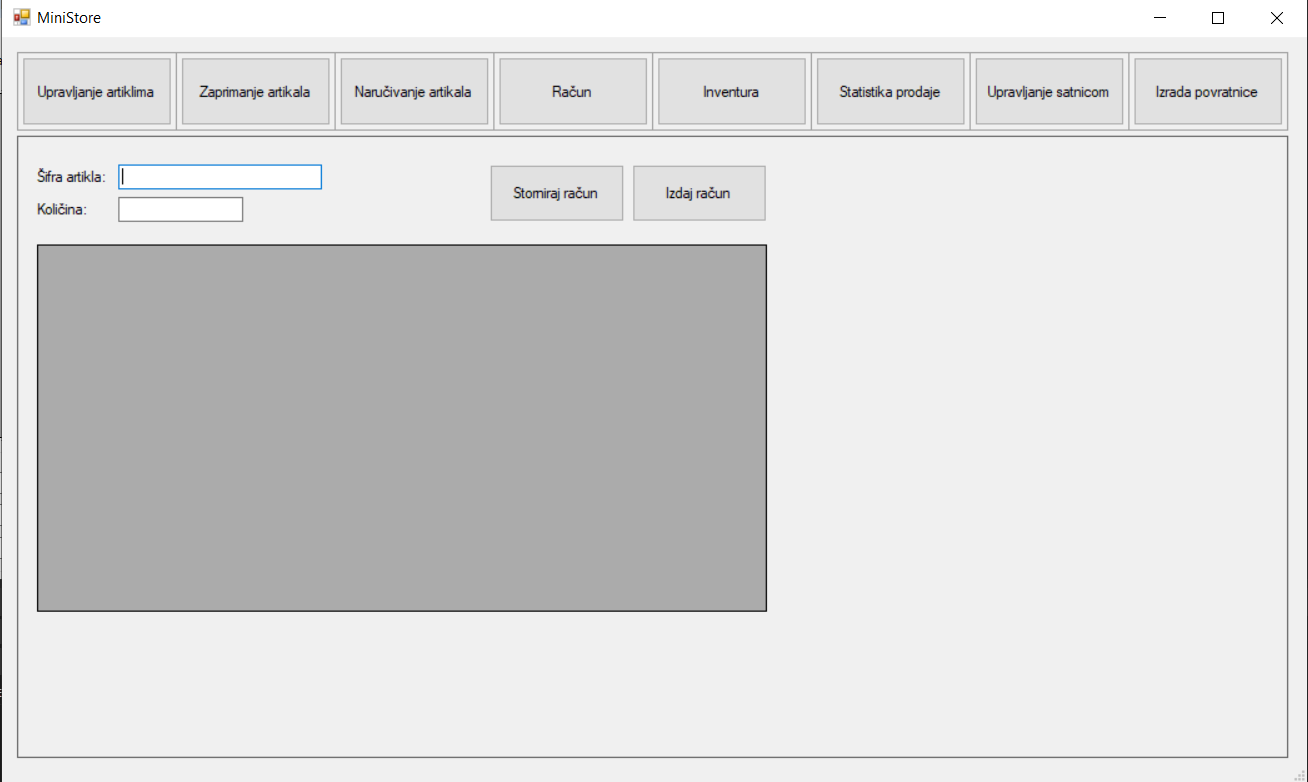 MiniStore
Upravljanje artiklima
Zaprimanje artikala
Naručivanje artikala
Račun
Inventura
Statistika prodaje
Upravljanje satnicom
Izrada povratnice
Šifra artikla:
Količina:
Storniraj račun
Izdaj račun